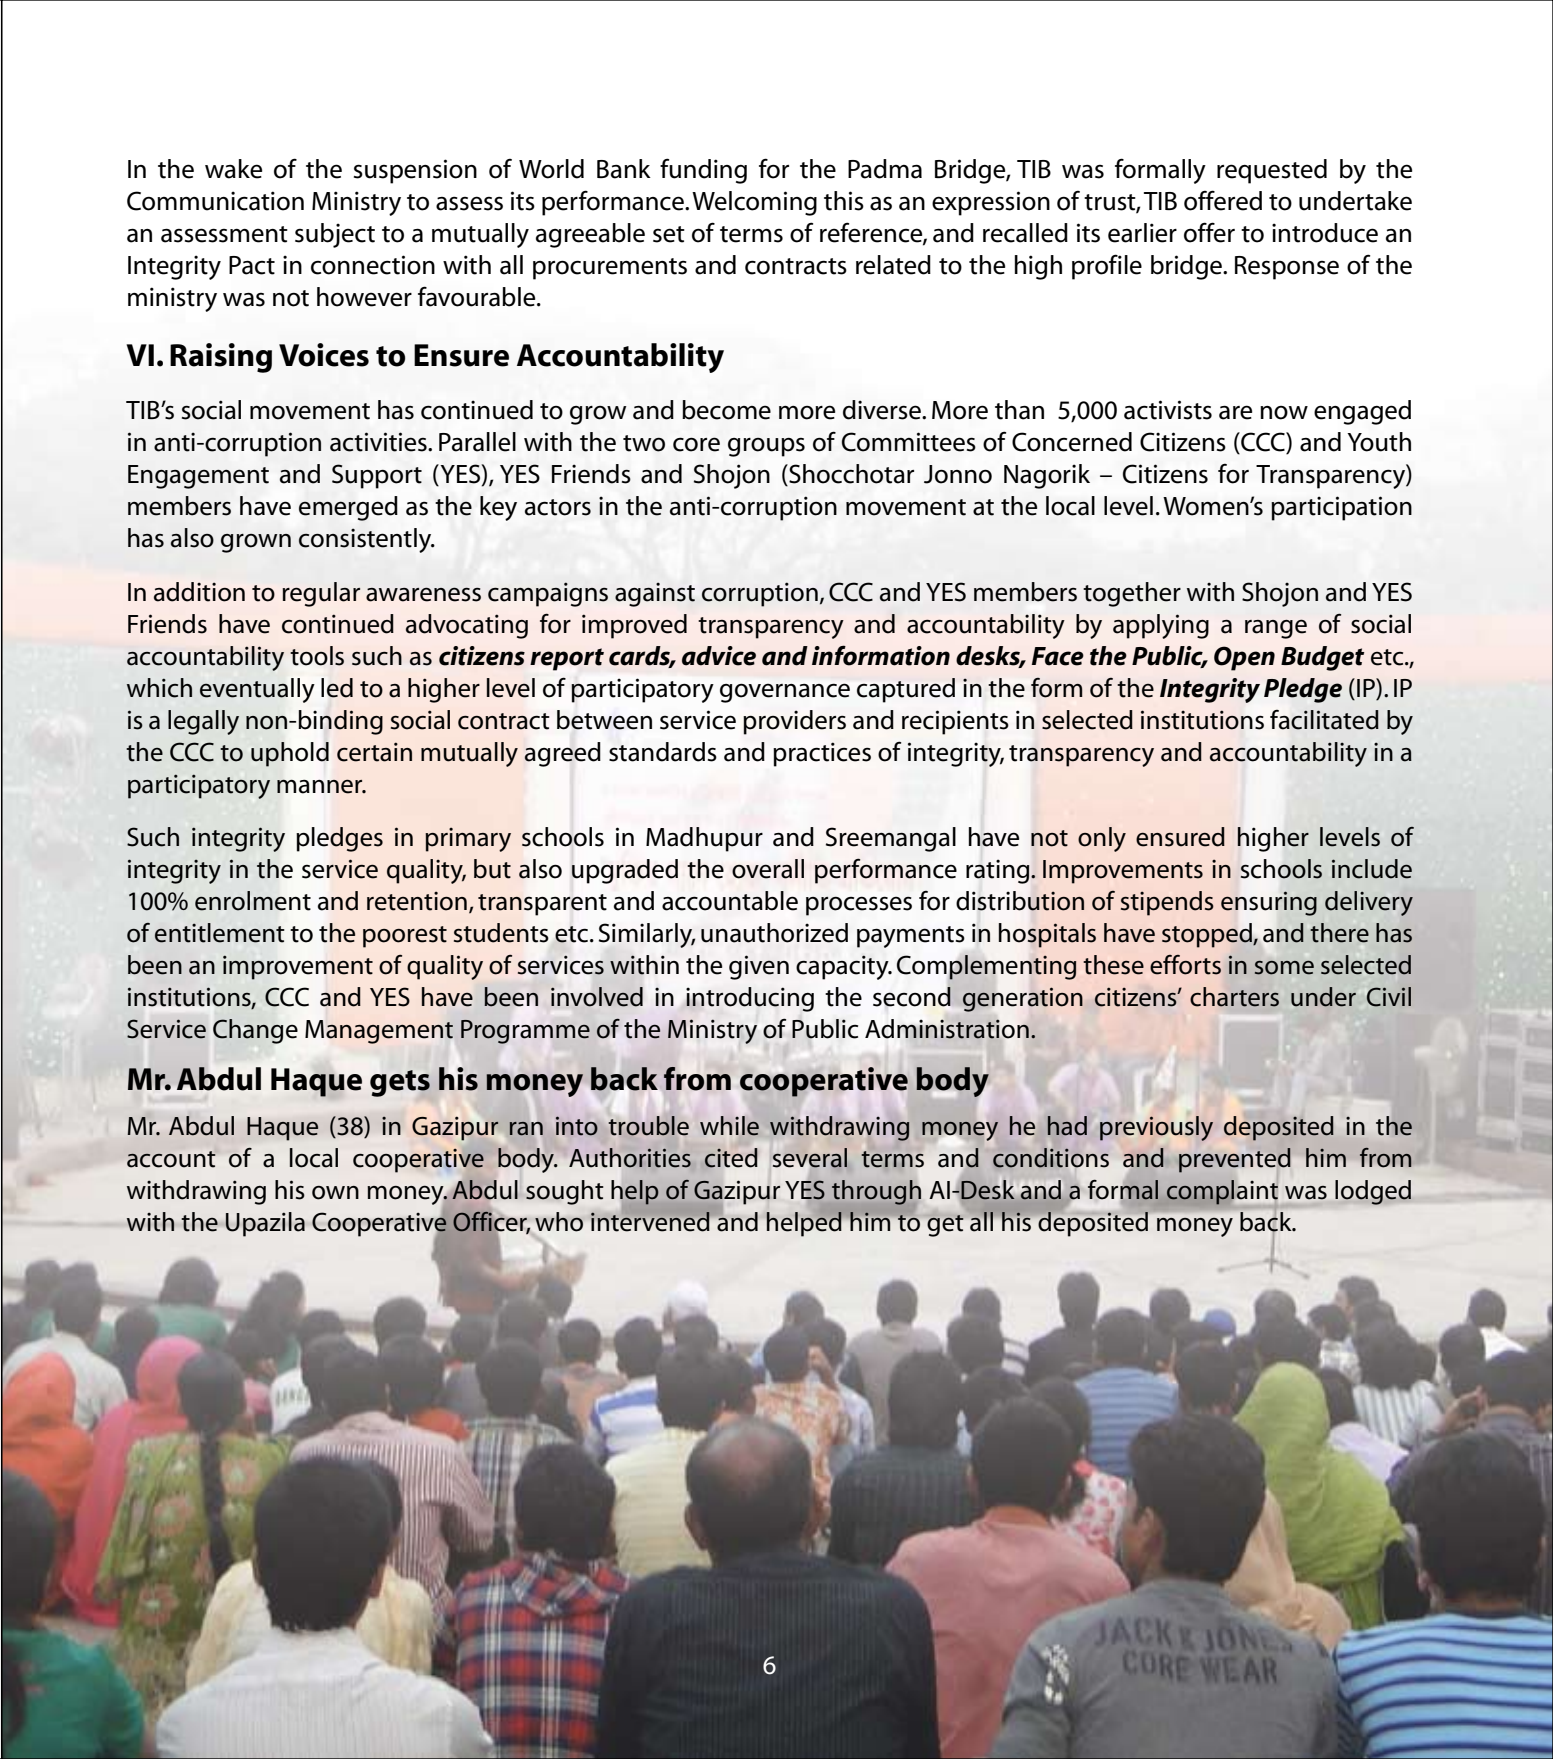 In the wake of the suspension of World Bank funding for the Padma Bridge, TIB was formally requested by the
Communication Ministry to assess its performance. Welcoming this as an expression of trust, TIB offered to undertake
an assessment subject to a mutually agreeable set of terms of reference, and recalled its earlier offer to introduce an
Integrity Pact in connection with all procurements and contracts related to the high profile bridge. Response of the
ministry was not however favourable.
VI. Raising Voices to Ensure Accountability
TIB’s social movement has continued to grow and become more diverse. More than 5,000 activists are now engaged
in anti-corruption activities. Parallel with the two core groups of Committees of Concerned Citizens (CCC) and Youth
Engagement and Support (YES), YES Friends and Shojon (Shocchotar Jonno Nagorik – Citizens for Transparency)
members have emerged as the key actors in the anti-corruption movement at the local level. Women’s participation
has also grown consistently.
In addition to regular awareness campaigns against corruption, CCC and YES members together with Shojon and YES
Friends have continued advocating for improved transparency and accountability by applying a range of social
accountability tools such as citizens report cards, advice and information desks, Face the Public, Open Budget etc.,
which eventually led to a higher level of participatory governance captured in the form of the Integrity Pledge (IP). IP
is a legally non-binding social contract between service providers and recipients in selected institutions facilitated by
the CCC to uphold certain mutually agreed standards and practices of integrity, transparency and accountability in a
participatory manner.
Such integrity pledges in primary schools in Madhupur and Sreemangal have not only ensured higher levels of
integrity in the service quality, but also upgraded the overall performance rating. Improvements in schools include
100% enrolment and retention, transparent and accountable processes for distribution of stipends ensuring delivery
of entitlement to the poorest students etc. Similarly, unauthorized payments in hospitals have stopped, and there has
been an improvement of quality of services within the given capacity. Complementing these efforts in some selected
institutions, CCC and YES have been involved in introducing the second generation citizens’ charters under Civil
Service Change Management Programme of the Ministry of Public Administration.
Mr. Abdul Haque gets his money back from cooperative body
Mr. Abdul Haque (38) in Gazipur ran into trouble while withdrawing money he had previously deposited in the
account of a local cooperative body. Authorities cited several terms and conditions and prevented him from
withdrawing his own money. Abdul sought help of Gazipur YES through AI-Desk and a formal complaint was lodged
with the Upazila Cooperative Officer, who intervened and helped him to get all his deposited money back.
JACK & JONES
CORE WEAR
6